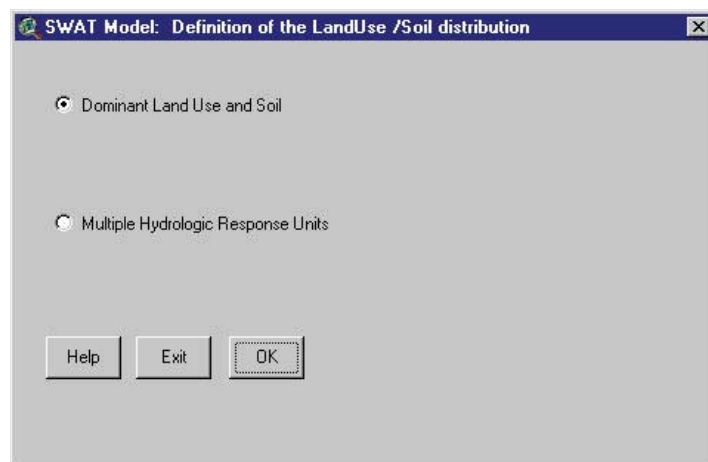 SWAT Model: Definition of the LandUse /Soil distribution
Dominant Land Use and Soil
Multiple Hydrologic Response Units
Help Exit OK